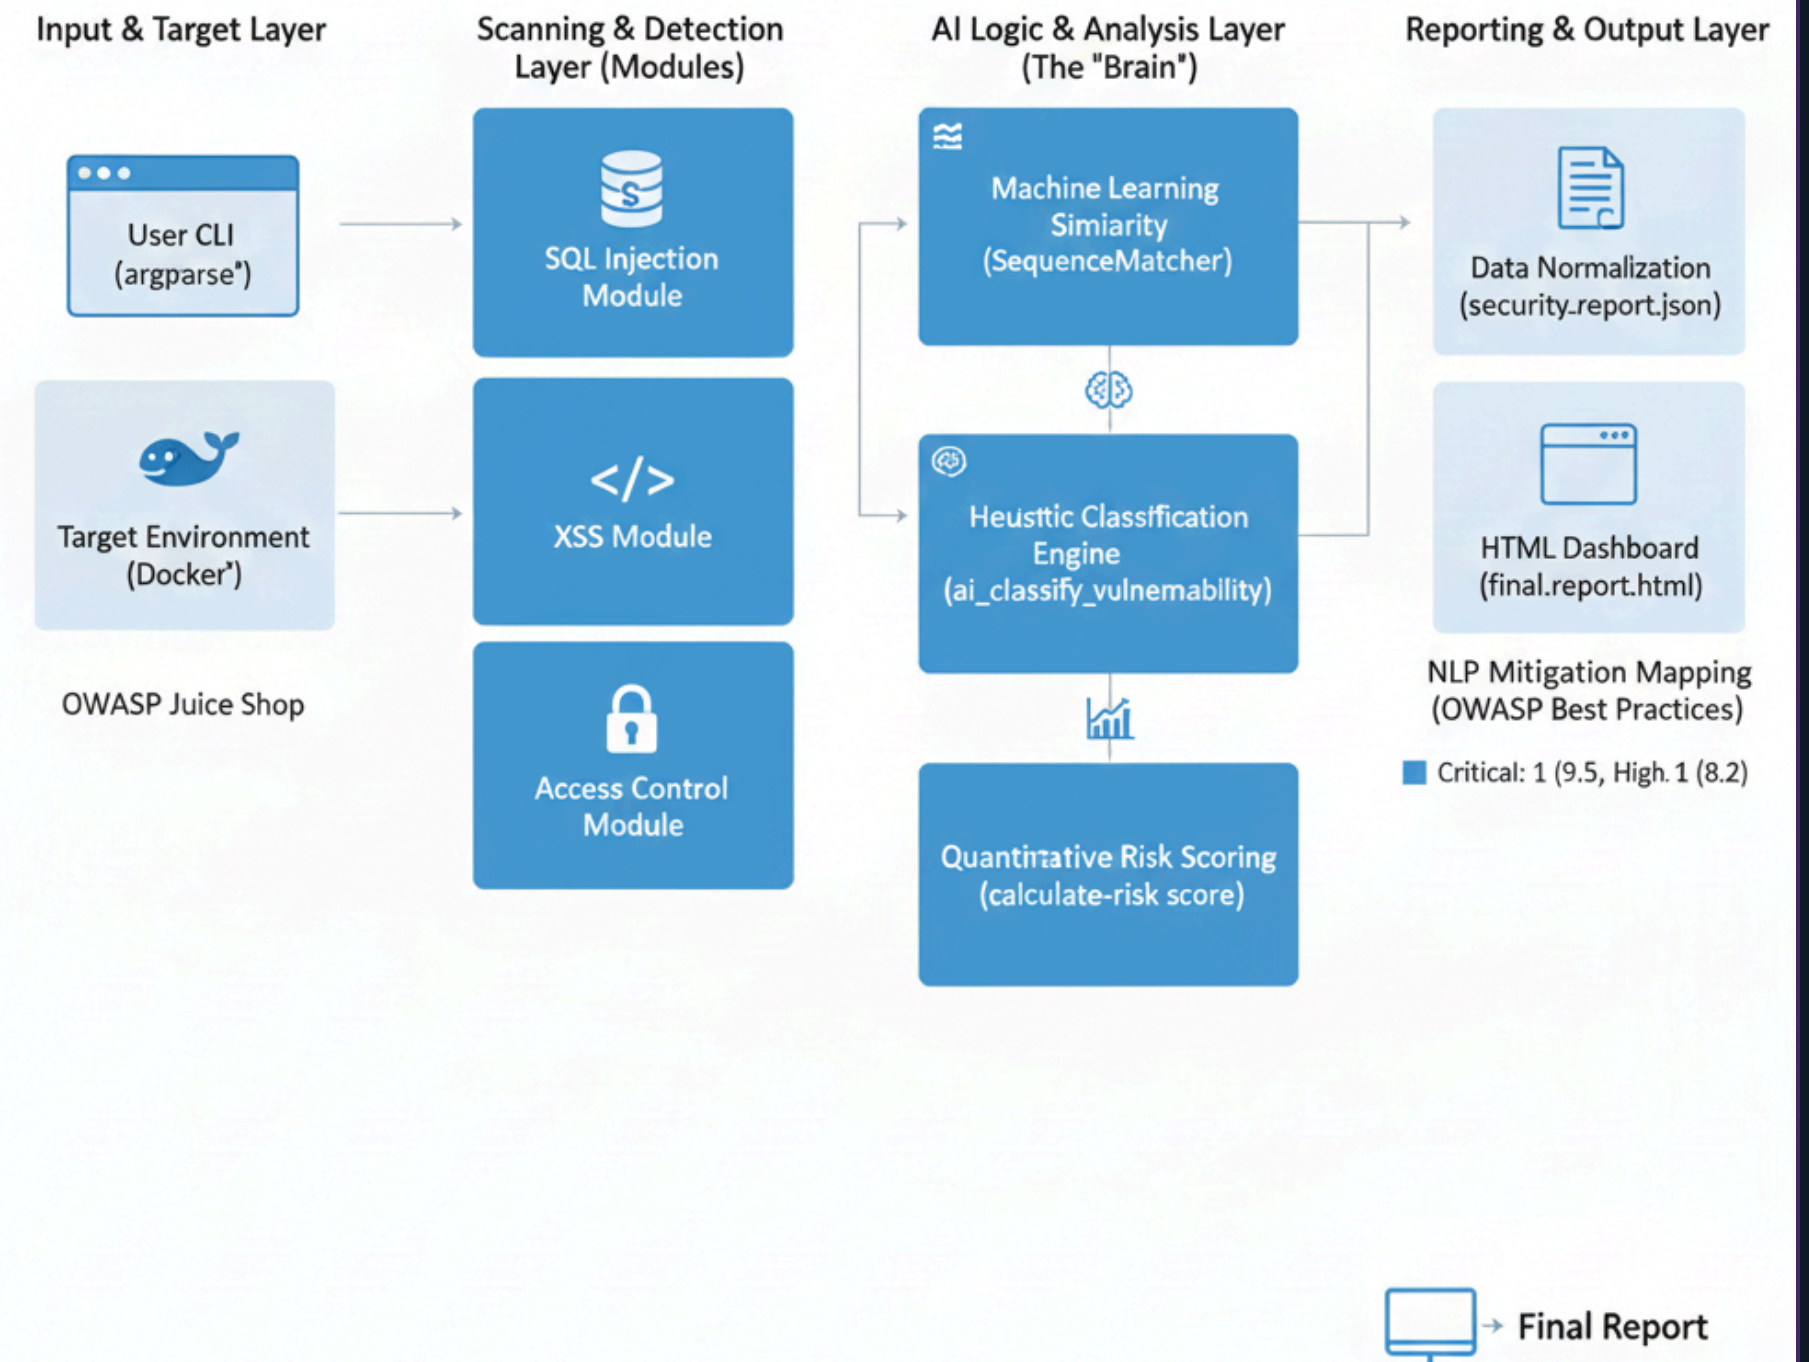 Input & Target Layer
User CLI
(argparse")
Target Environment
(Docker")
OWASP Juice Shop
Scanning & Detection
Layer (Modules)
SQL Injection
Module
</>
XSS Module
Access Control
Module
AI Logic & Analysis Layer
(The "Brain")
Machine Learning
Simiarity
(SequenceMatcher)
Heusttic Classification
Engine
(ai_classify_vulnemability)
Risk Scoring
(calculate-risk score)
Reporting & Output Layer
Data Normalization
(security-report.json)
HTML Dashboard
(final.report.html)
NLP Mitigation Mapping
(OWASP Best Practices)
Critical: 1 (9.5, High. 1 (8.2)
Final Report